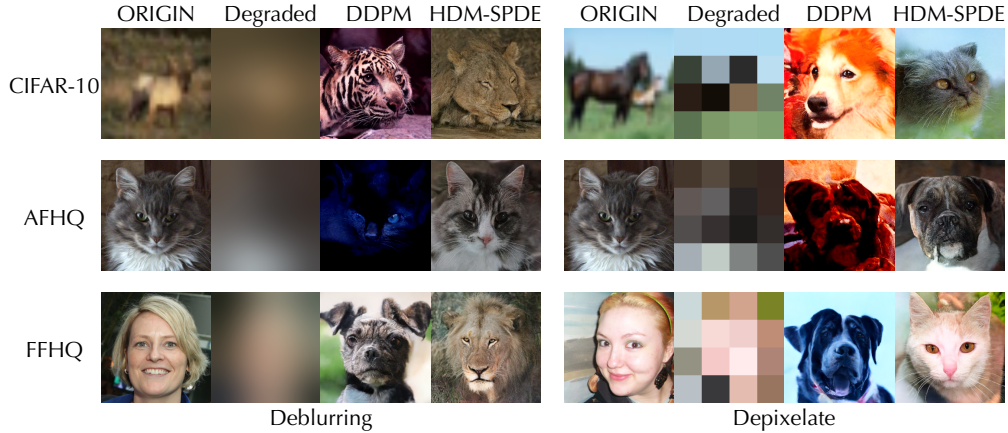 ORIGIN Degraded DDPM HDM-SPDE ORIGIN Degraded DDPM HDM-SPDE
CIFAR-10
AFHQ
FFHQ
Deblurring Depixelate